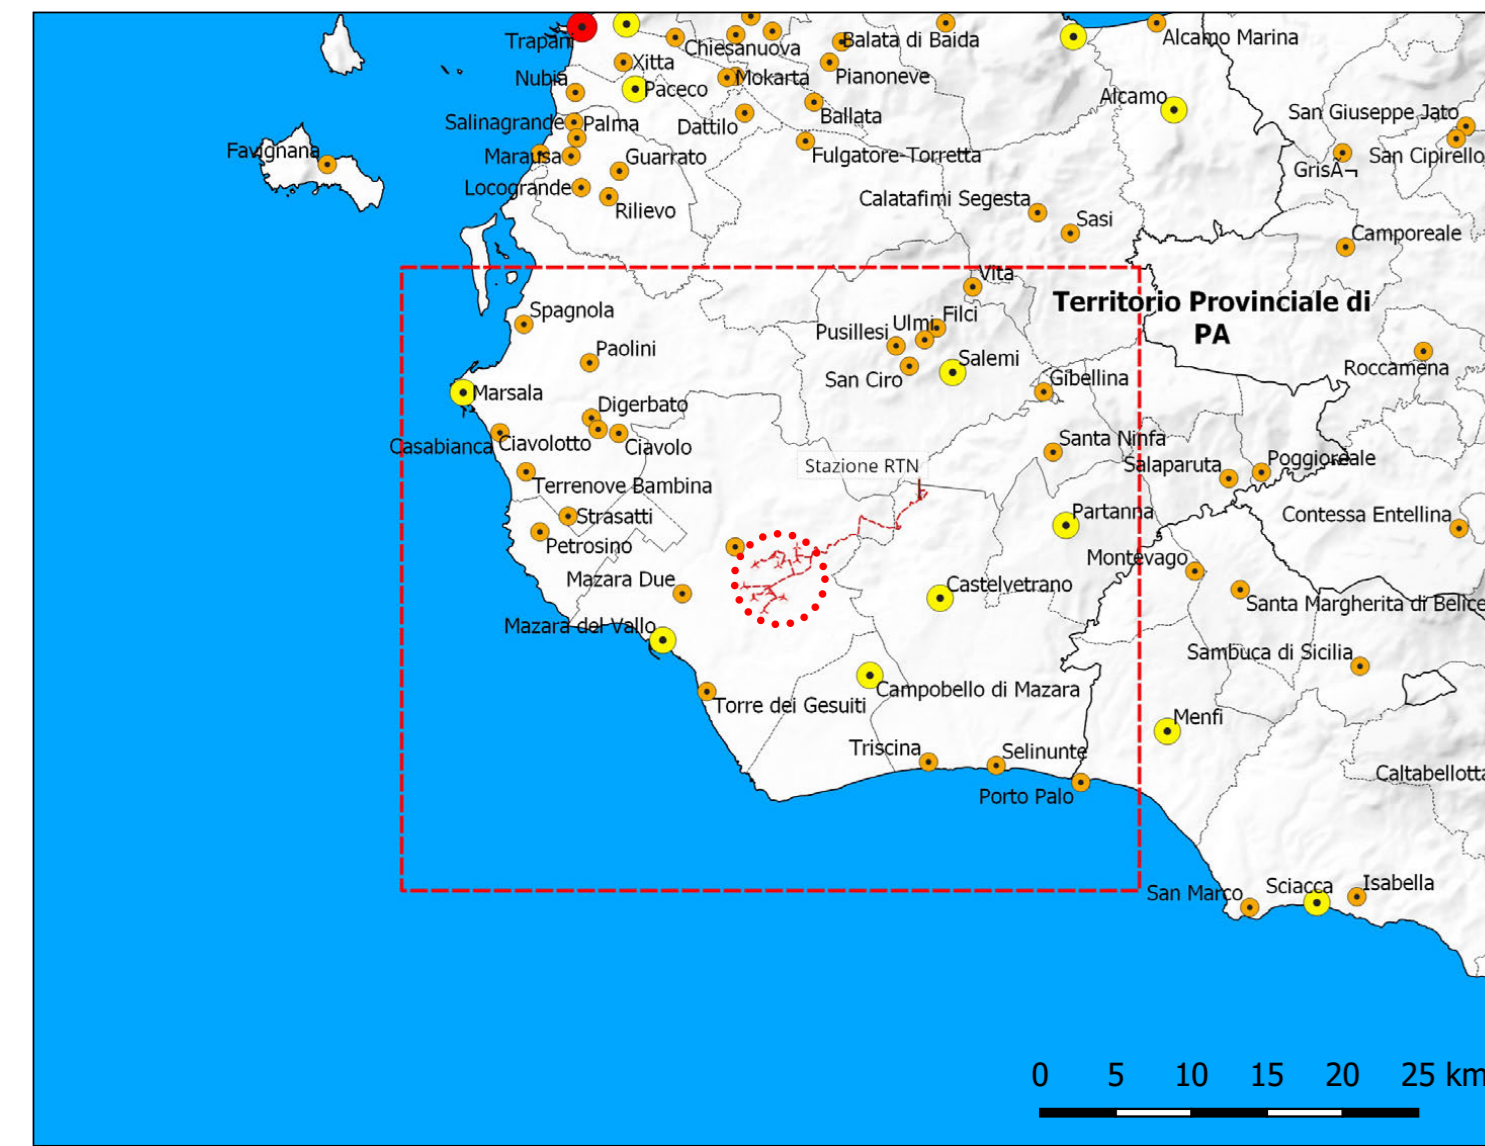 Trapani
Chiesanuova
Balata di Baida
Alcamo Marina
Xitta
Mokarta
Pianoneve
Nubia
Paceco
Alcamo
San Giuseppe Jato
Salinagrande
Palma
Dattilo
Ballata
Favignana
Marausa
Guarrato
Fulgatore-Torretta
San Cipirello
GrisÃ¬
Locogrande
Rilievo
Calatafimi Segesta
Sasi
Camporeale
Vita
Territorio Provinciale di
PA
Spagnola
Pusillesi
Ulmi
Filci
Paolini
San Ciro
Salemi
Roccamena
Gibellina
Marsala
Digerbato
Casabianca
Ciavolotto
Ciavolo
Santa Ninfa
Stazione RTN
Salaparuta
Poggioreale
Terrenove Bambina
Strasatti
Partanna
Contessa Entellina
Petrosino
Montevago
Mazara Due
Castelvetrano
Santa Margherita di Belice
Mazara del Vallo
Sambuca di Sicilia
Campobello di Mazara
Torre dei Gesuiti
Menfi
Triscina
Selinunte
Caltabellotta
Porto Palo
San Marco
Sciacca
Isabella
0 5 10 15 20 25 km